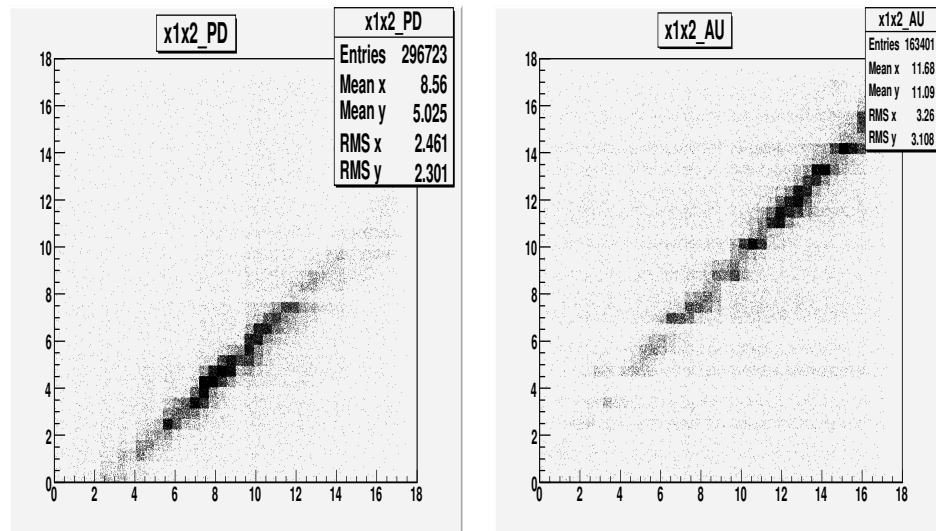 x1x2_PD
x1x2_PD
Entries 296723
Mean x 8.56
Mean y 5.025
RMS x 2.461
RMS y 2.301
18
16
14
12
10
8
6
4
2
0
0 2 4 6 8 10 12 14 16 18
x1x2_AU
x1x2_AU
Entries 163401
Mean x 11.68
Mean y 11.09
RMS x 3.26
RMS y 3.108
18
16
14
12
10
8
6
4
2
0
0 2 4 6 8 10 12 14 16 18